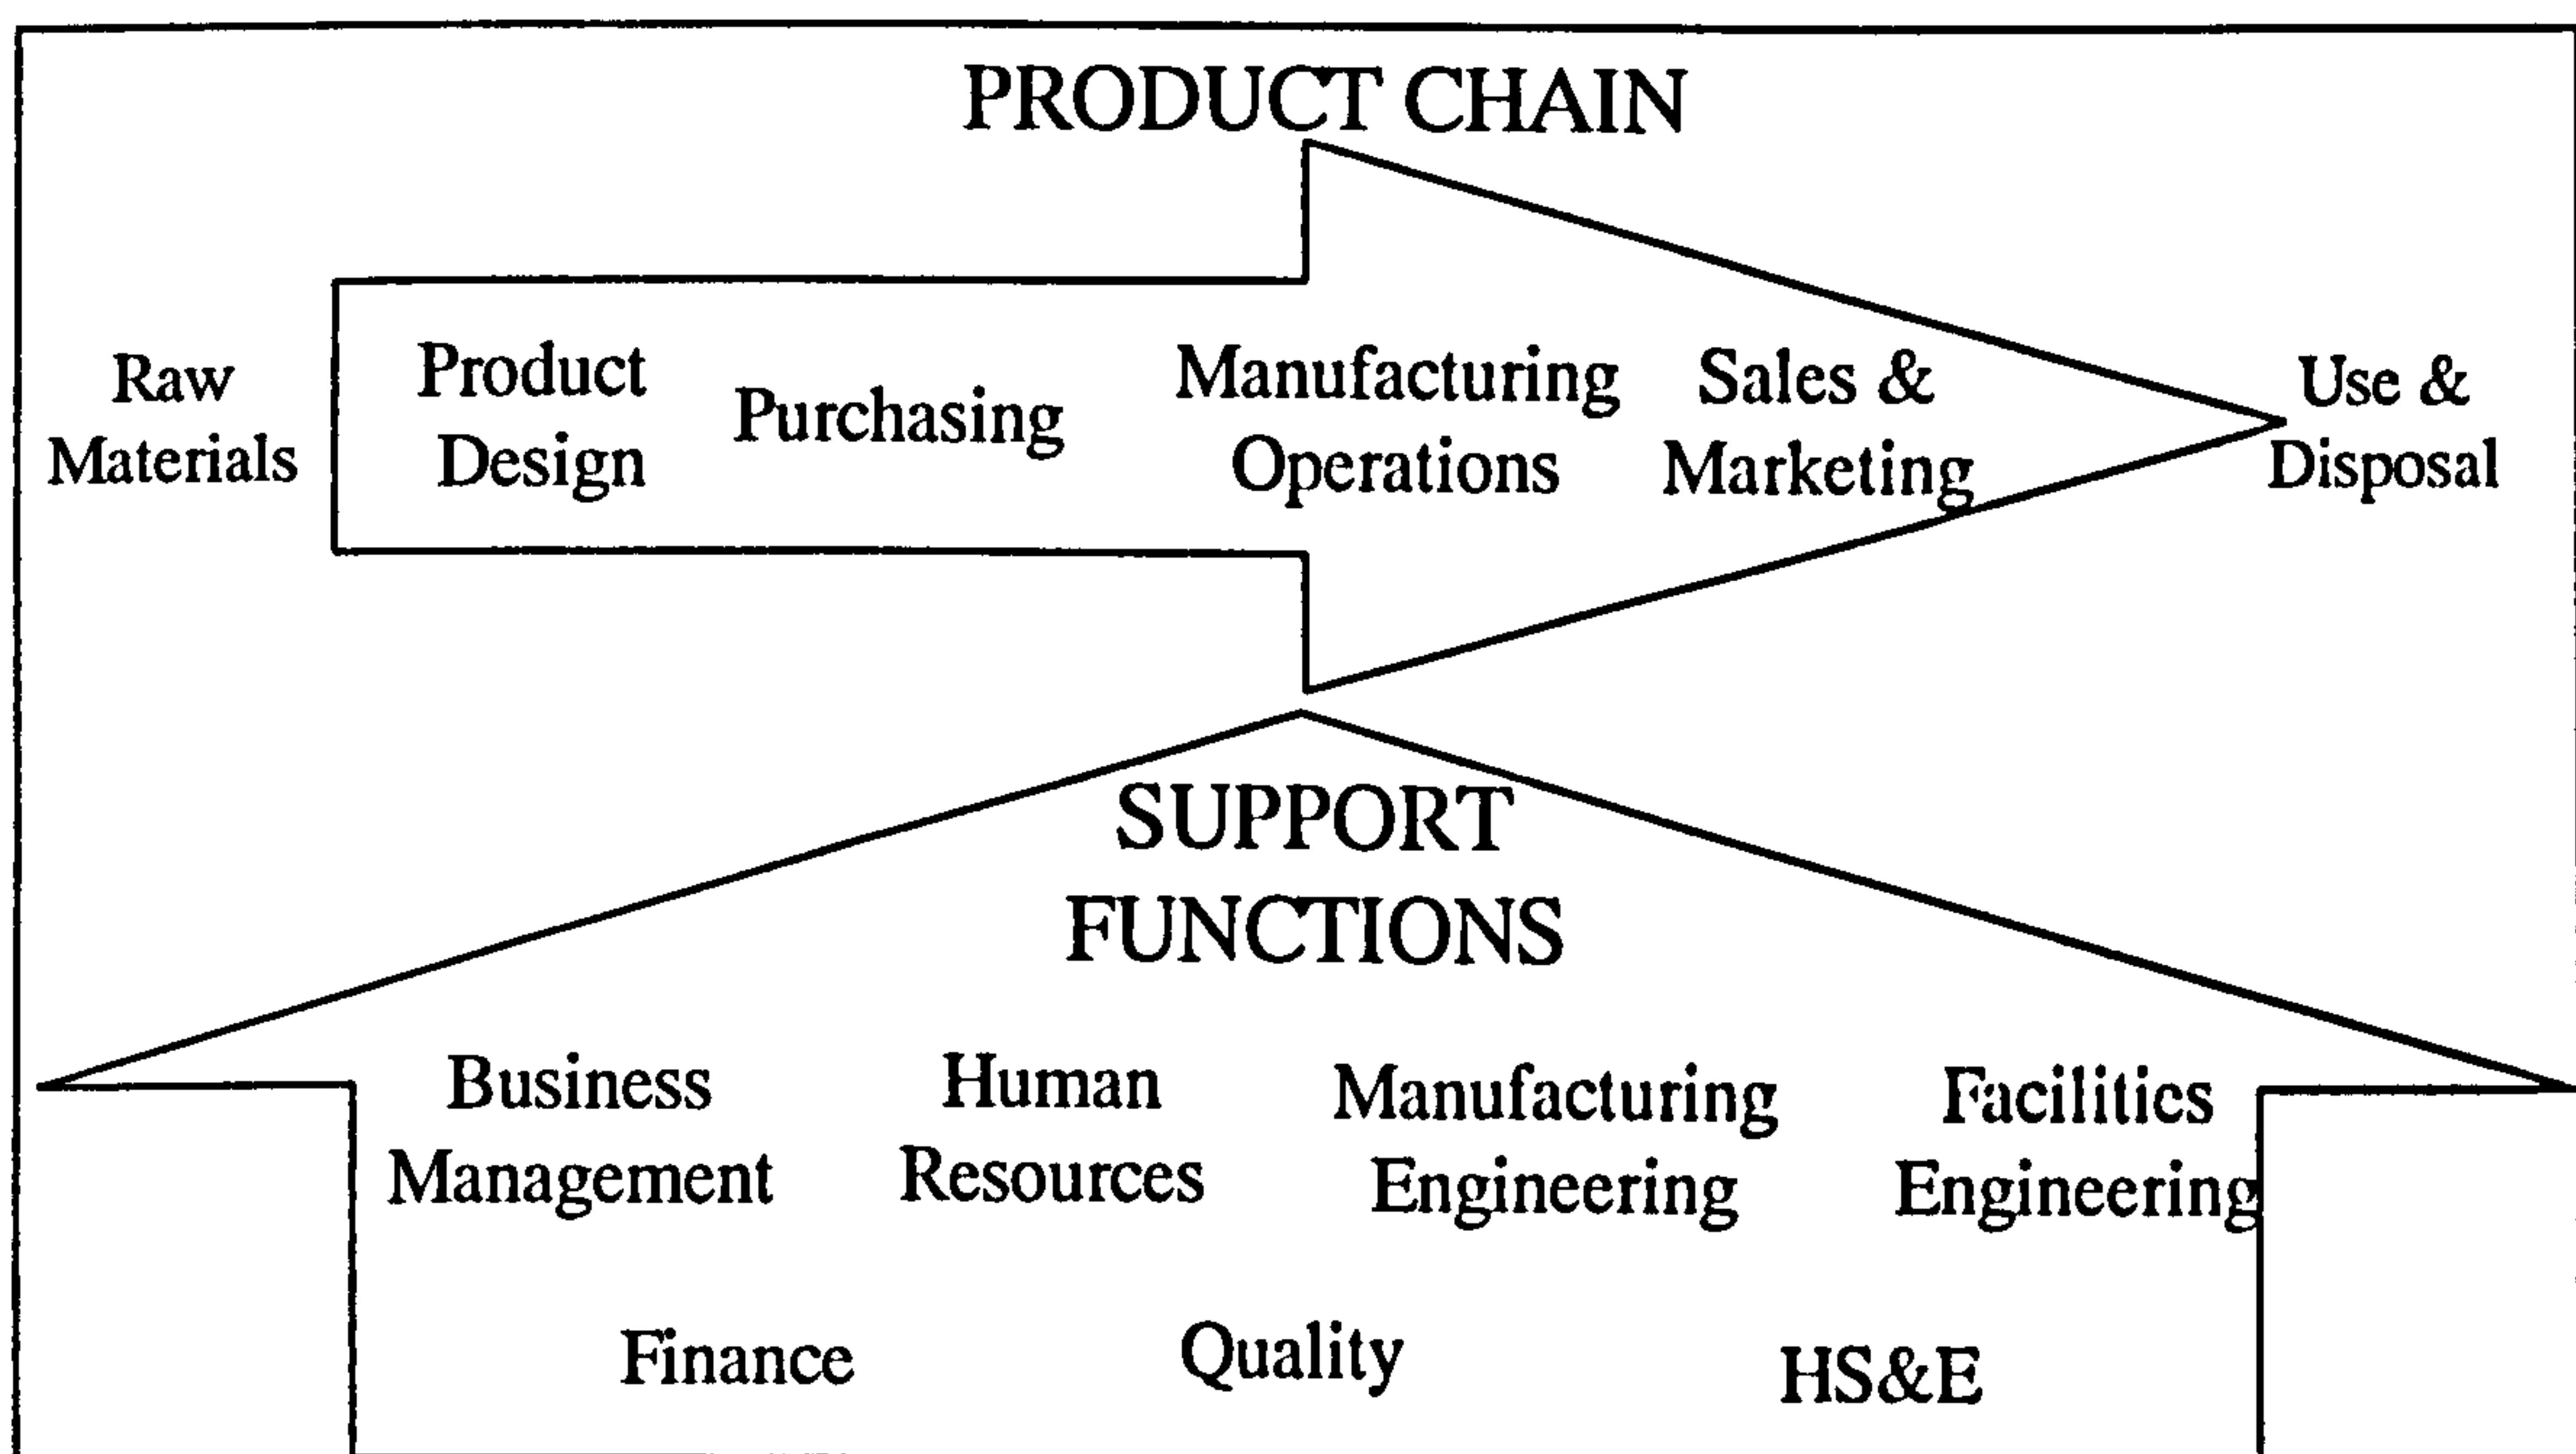 PRODUCT CHAIN
Raw
Materials
Product
Design
Purchasing
Manufacturing
Operations
Sales &
Marketing
Use &
Disposal
SUPPORT
FUNCTIONS
Business
Management
Human
Resources
Manufacturing
Engineering
Facilities
Engineering
Finance
Quality
HS&E